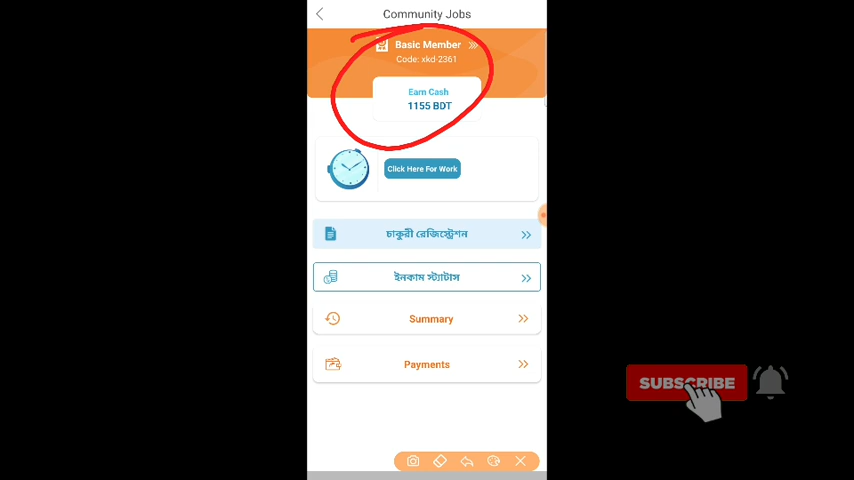 Community Jobs
Basic Member
Code: xkd-2361
Earn Cash
1155 BDT
Click Here For Work
চাকুরী রেজিস্ট্রেশন
ইনকাম স্ট্যাটাস
Summary
Payments
SUBSCRIBE